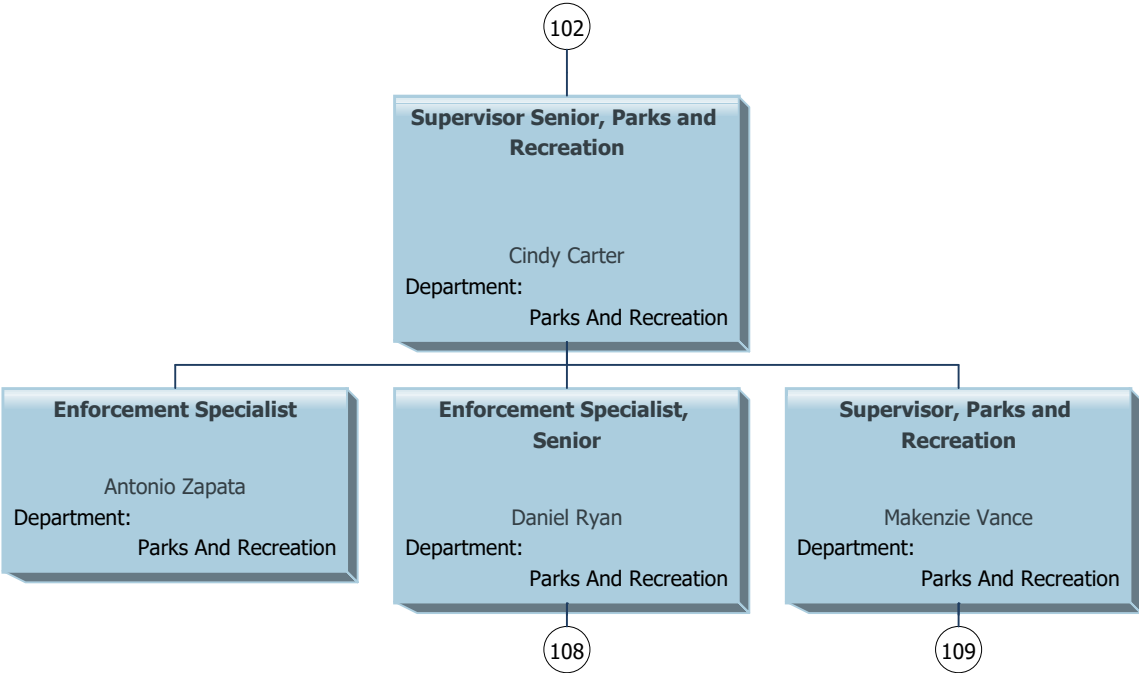 102
Supervisor Senior, Parks and
Recreation
Cindy Carter
Department:
Parks And Recreation
Enforcement Specialist
Antonio Zapata
Department:
Parks And Recreation
Enforcement Specialist,
Senior
Daniel Ryan
Department:
Parks And Recreation
108
Supervisor, Parks and
Recreation
Makenzie Vance
Department:
Parks And Recreation
109